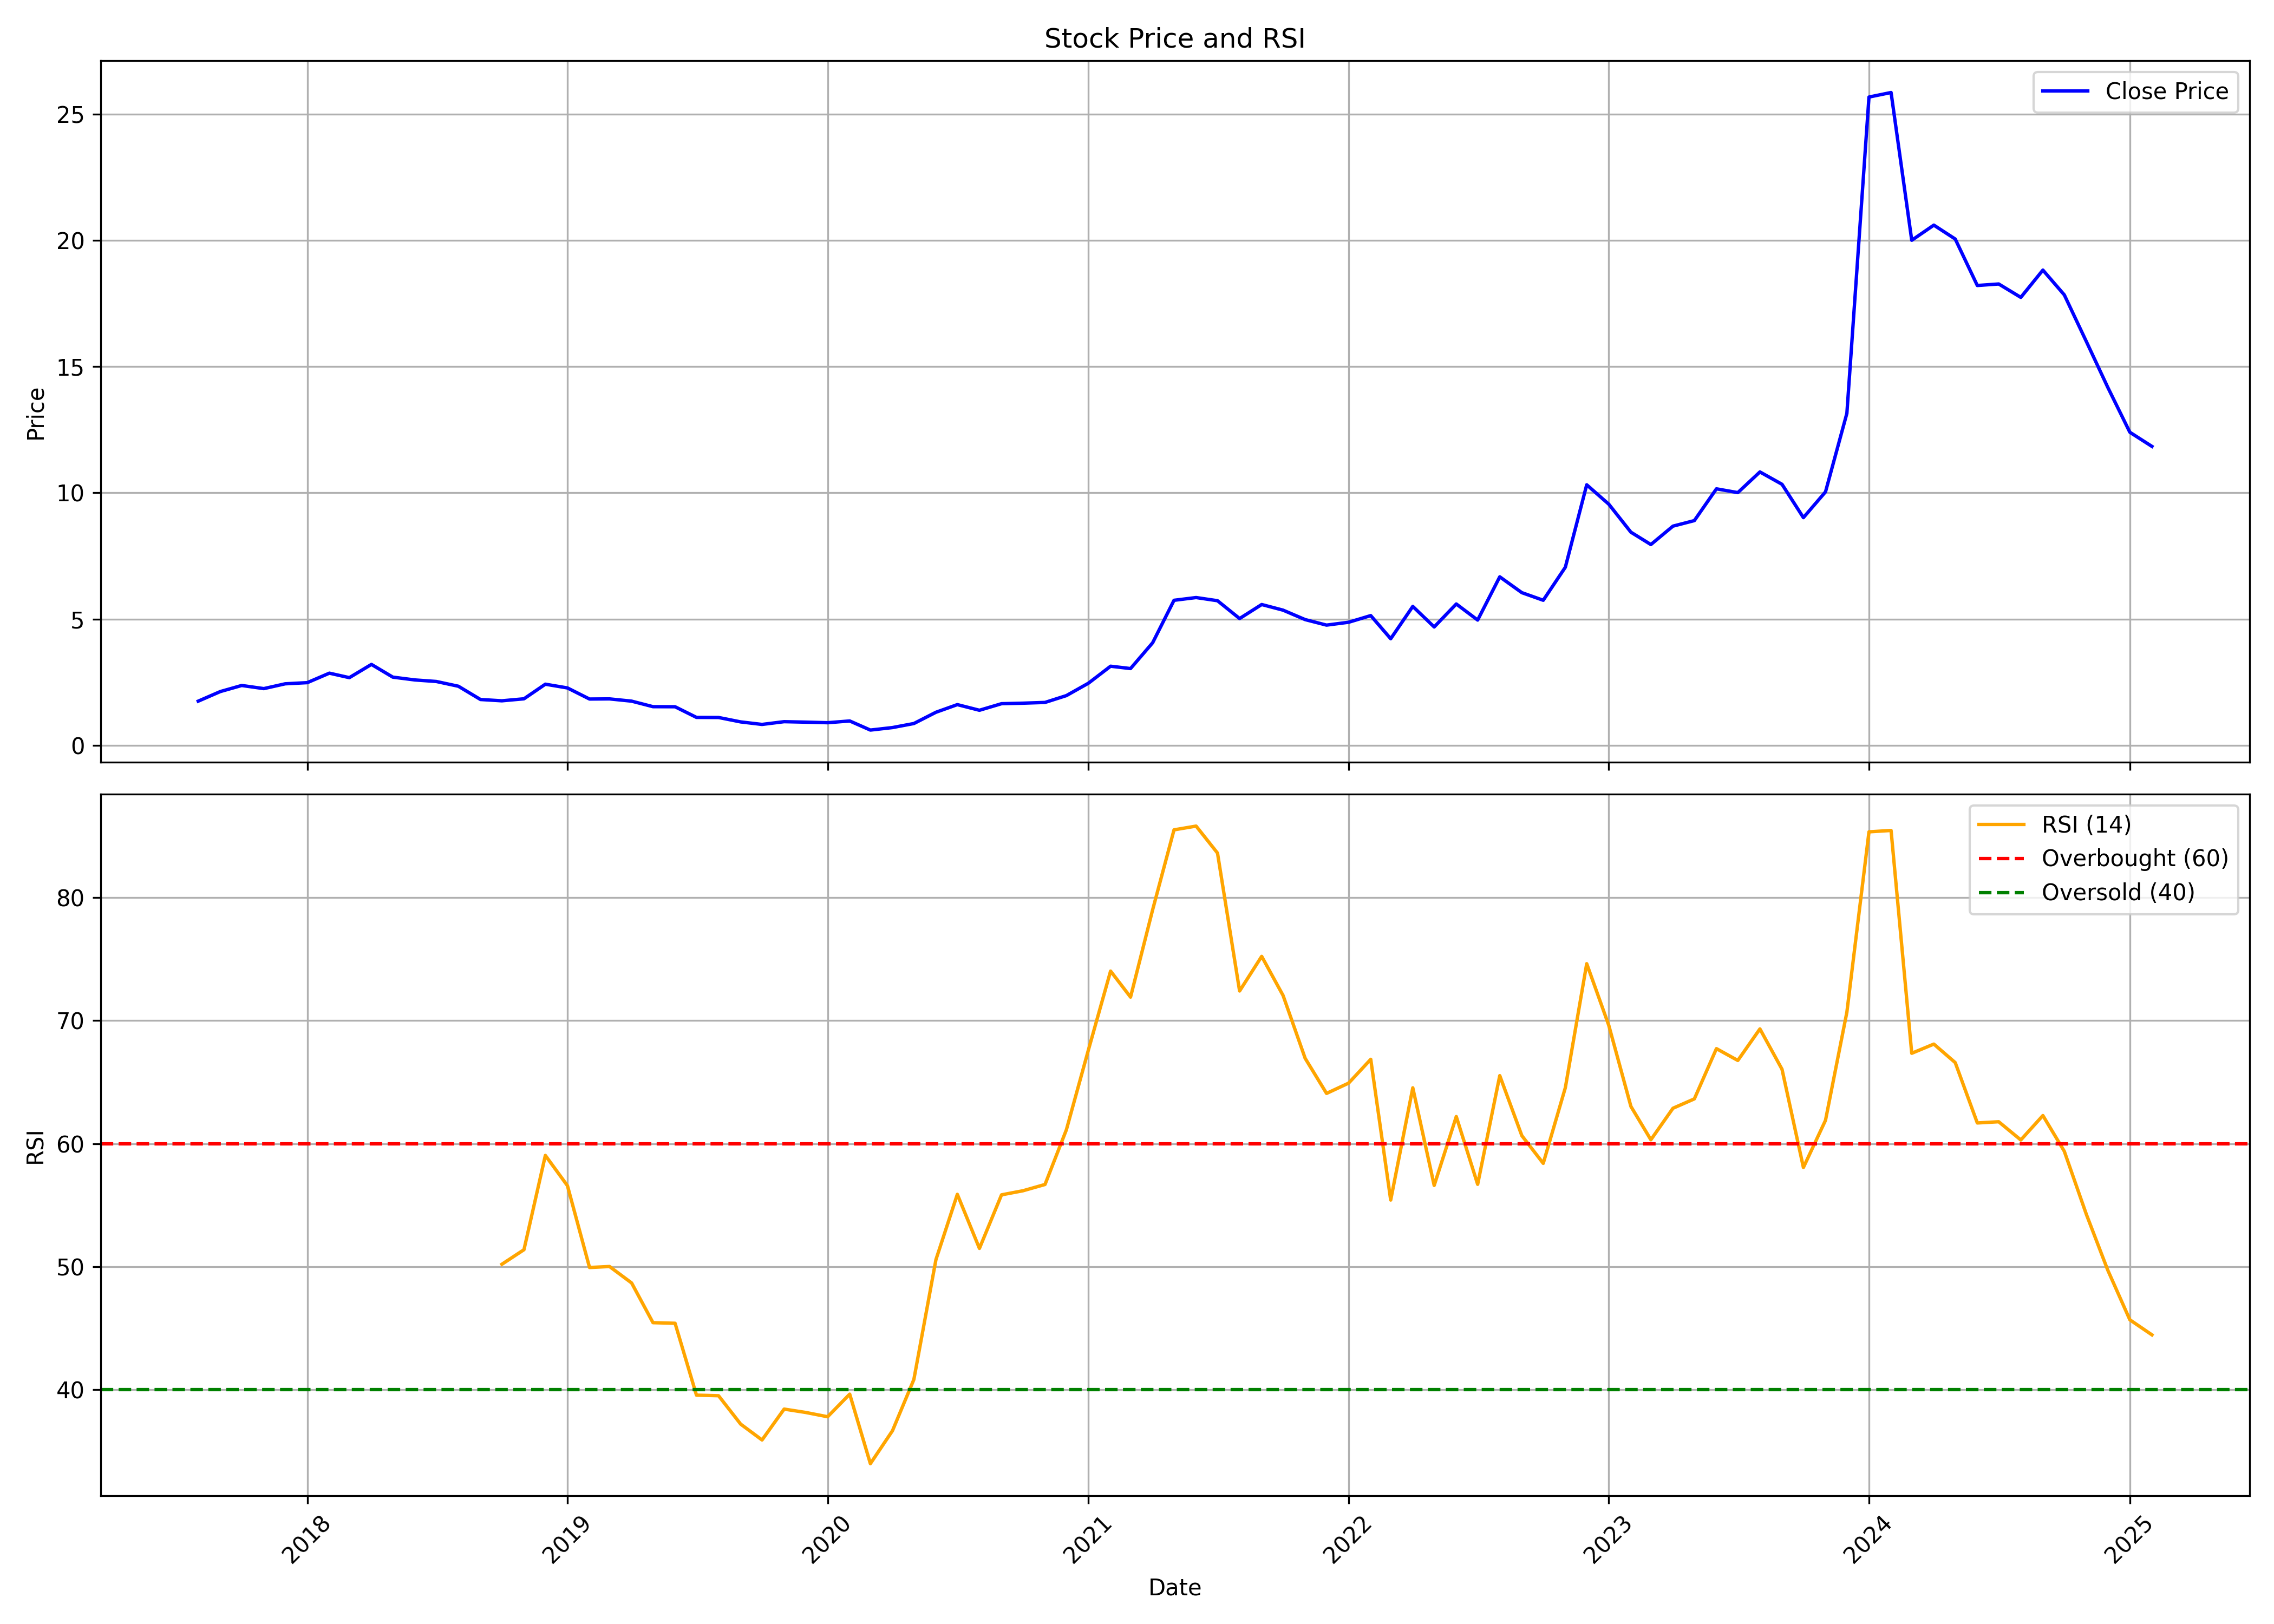 Stock Price and RSI
Close Price
25
20
15
10
5
0
Price
RSI (14)
Overbought (60)
Oversold (40)
80
70
60
50
40
RSI
2018
2019
2020
2021
2022
2023
2024
2025
Date